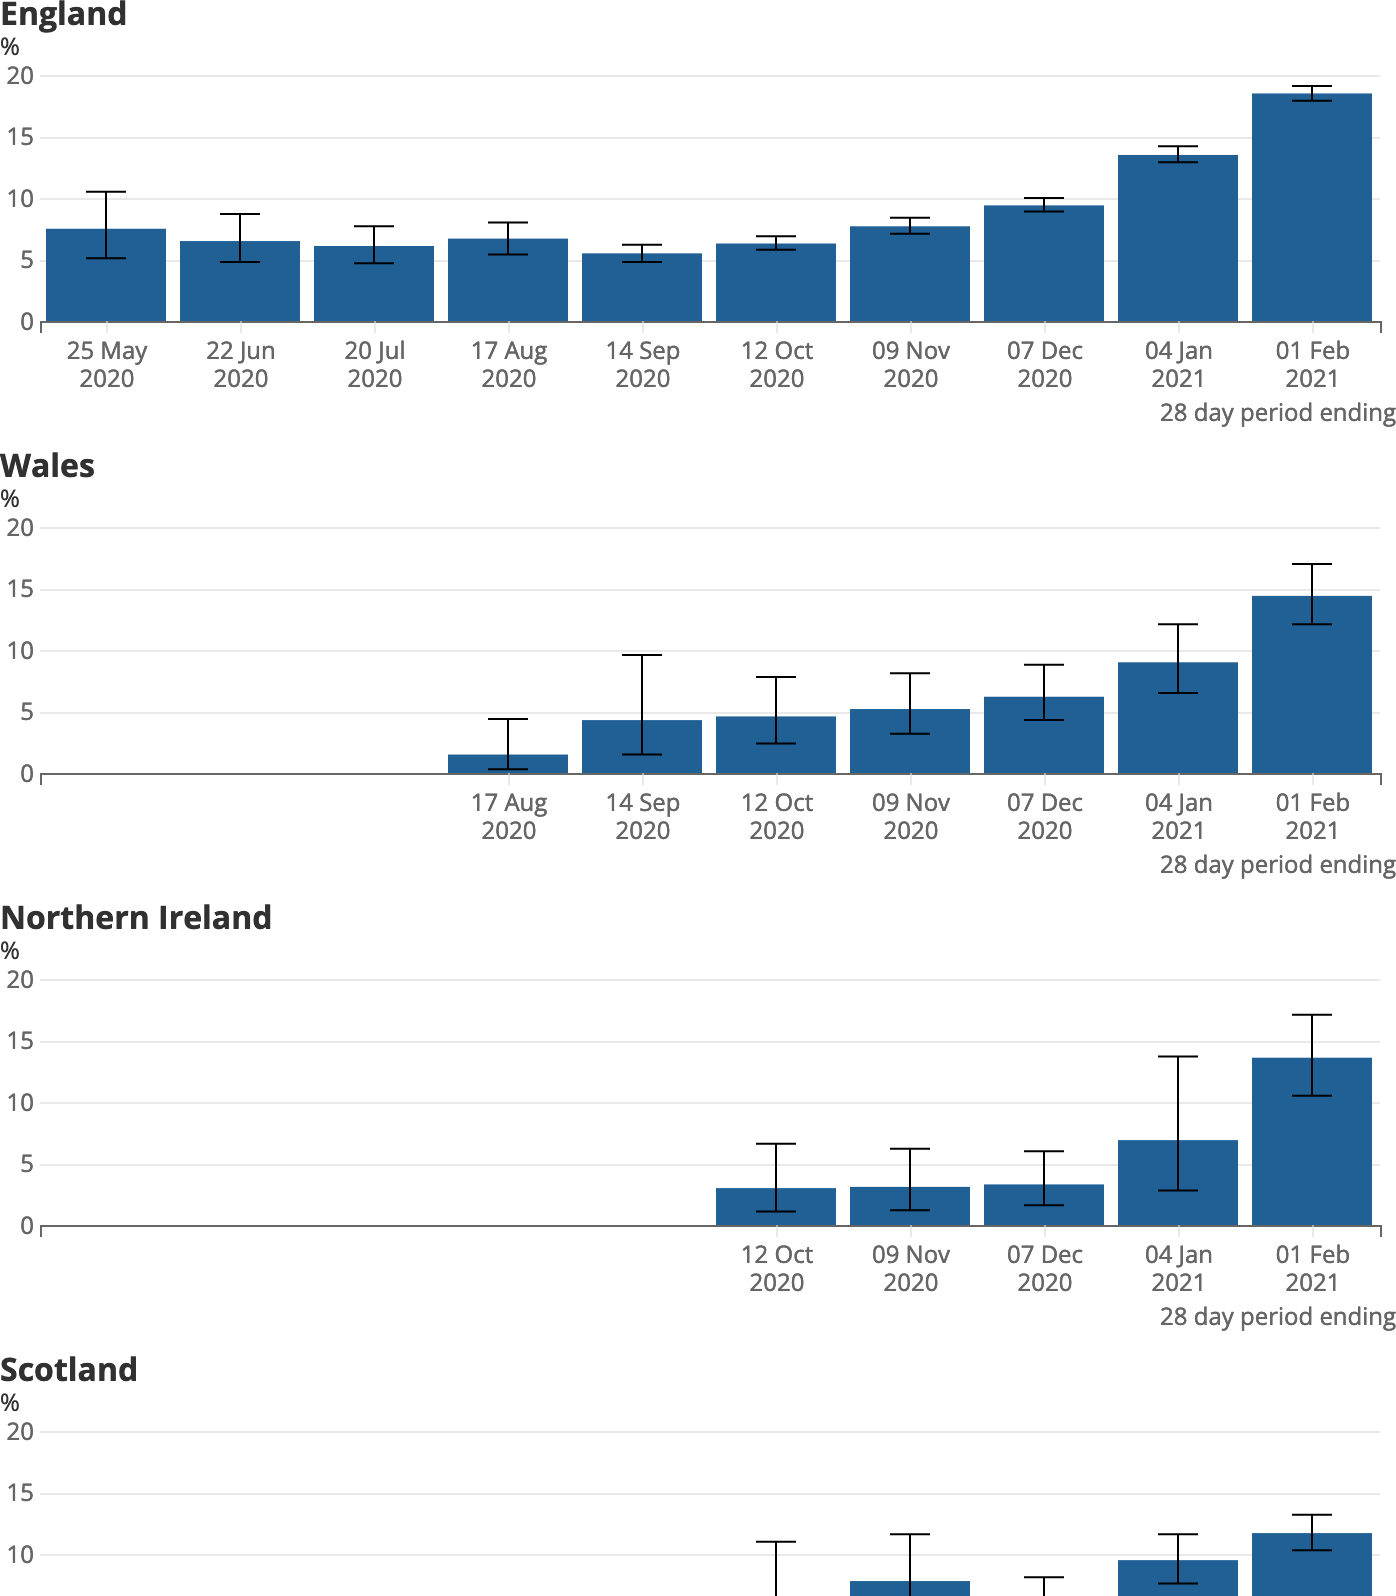 England
%
20
15
10
5
0
25 May 22 Jun 20 Jul 17 Aug 14 Sep 12 Oct 09 Nov 07 Dec 04 Jan 01 Feb
2020 2020 2020 2020 2020 2020 2020 2020 2021 2021
28 day period ending
Wales
%
20
15
10
5
0
17 Aug 14 Sep 12 Oct 09 Nov 07 Dec 04 Jan 01 Feb
2020 2020 2020 2020 2020 2021 2021
28 day period ending
Northern Ireland
%
20
15
10
5
0
12 Oct 09 Nov 07 Dec 04 Jan 01 Feb
2020 2020 2020 2021 2021
28 day period ending
Scotland
%
20
15
10